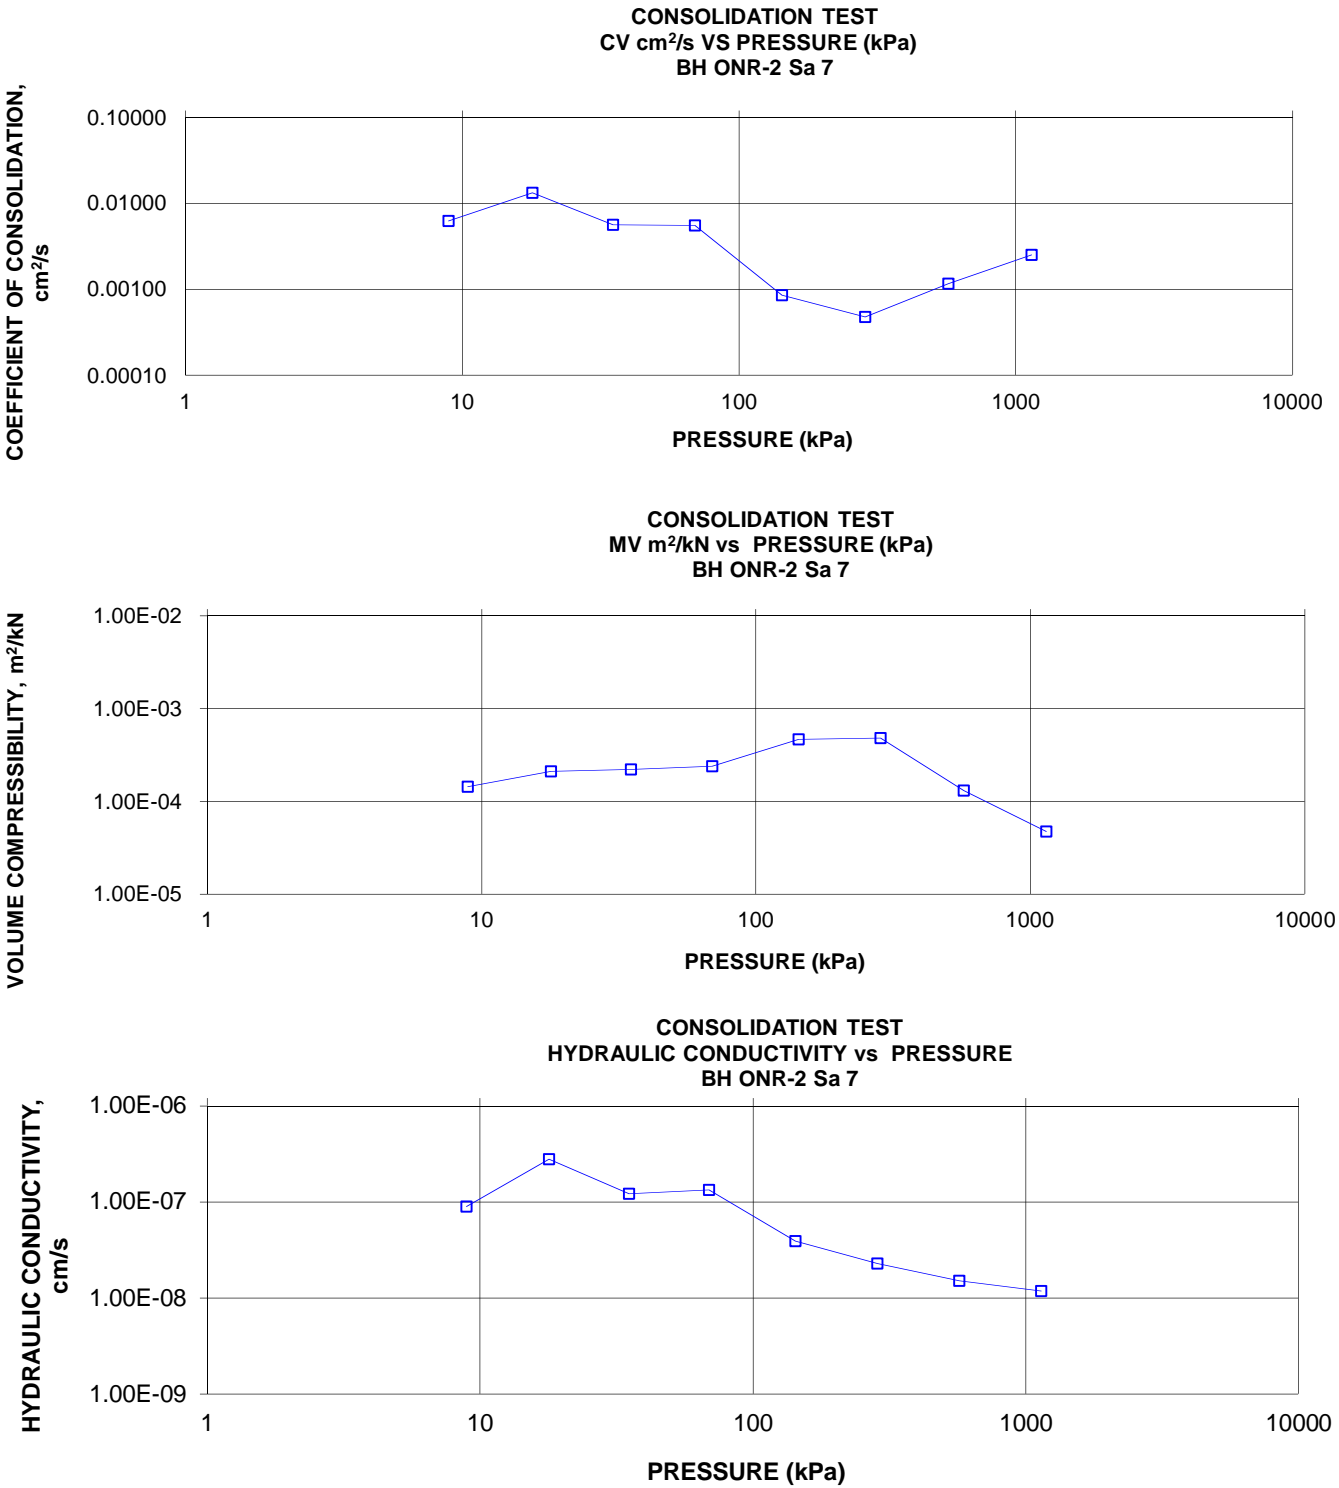 CONSOLIDATION TEST
CV cm²/s VS PRESSURE (kPa)
BH ONR-2 Sa 7
COEFFICIENT OF CONSOLIDATION,
cm²/s
0.10000
0.01000
0.00100
0.00010
1 10 100 1000 10000
PRESSURE (kPa)
CONSOLIDATION TEST
MV m²/kN vs PRESSURE (kPa)
BH ONR-2 Sa 7
VOLUME COMPRESSIBILITY, m²/kN
1.00E-02
1.00E-03
1.00E-04
1.00E-05
1 10 100 1000 10000
PRESSURE (kPa)
CONSOLIDATION TEST
HYDRAULIC CONDUCTIVITY vs PRESSURE
BH ONR-2 Sa 7
HYDRAULIC CONDUCTIVITY,
cm/s
1.00E-06
1.00E-07
1.00E-08
1.00E-09
1 10 100 1000 10000
PRESSURE (kPa)